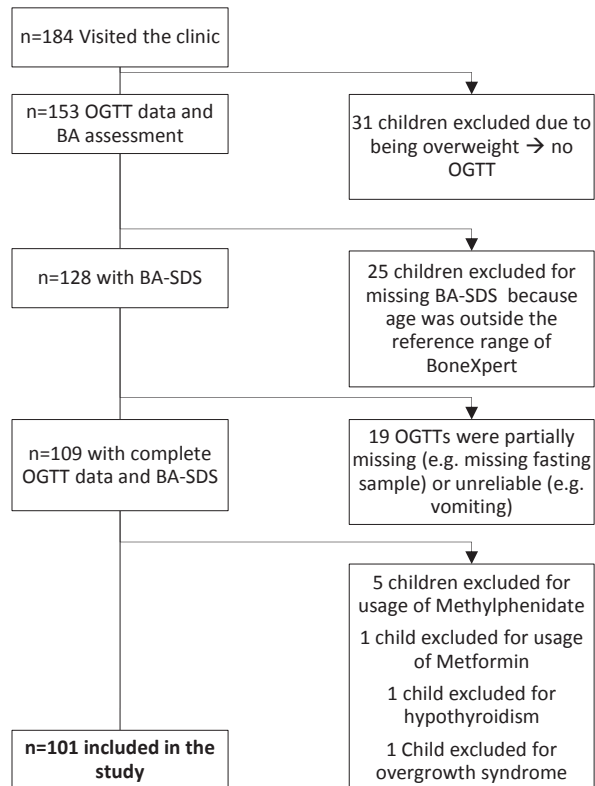 n=184 Visited the clinic
n=153 OGTT data and
BA assessment
31 children excluded due to
being overweight → no
OGTT
n=128 with BA-SDS
25 children excluded for
missing BA-SDS because
age was outside the
reference range of
BoneXpert
n=109 with complete
OGTT data and BA-SDS
19 OGTTs were partially
missing (e.g. missing fasting
sample) or unreliable (e.g.
vomiting)
5 children excluded for
usage of Methylphenidate
1 child excluded for usage
of Metformin
1 child excluded for
hypothyroidism
1 Child excluded for
overgrowth syndrome
n=101 included in the
study